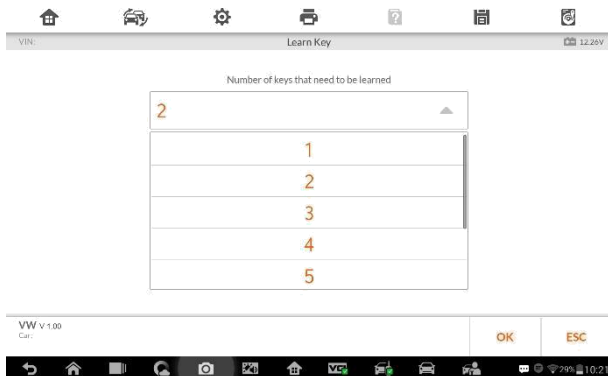 VIN:
Learn Key
12.26V
Number of keys that need to be learned
2
1
2
3
4
5
VW V 1.00
Car:
OK
ESC
29%
10:21